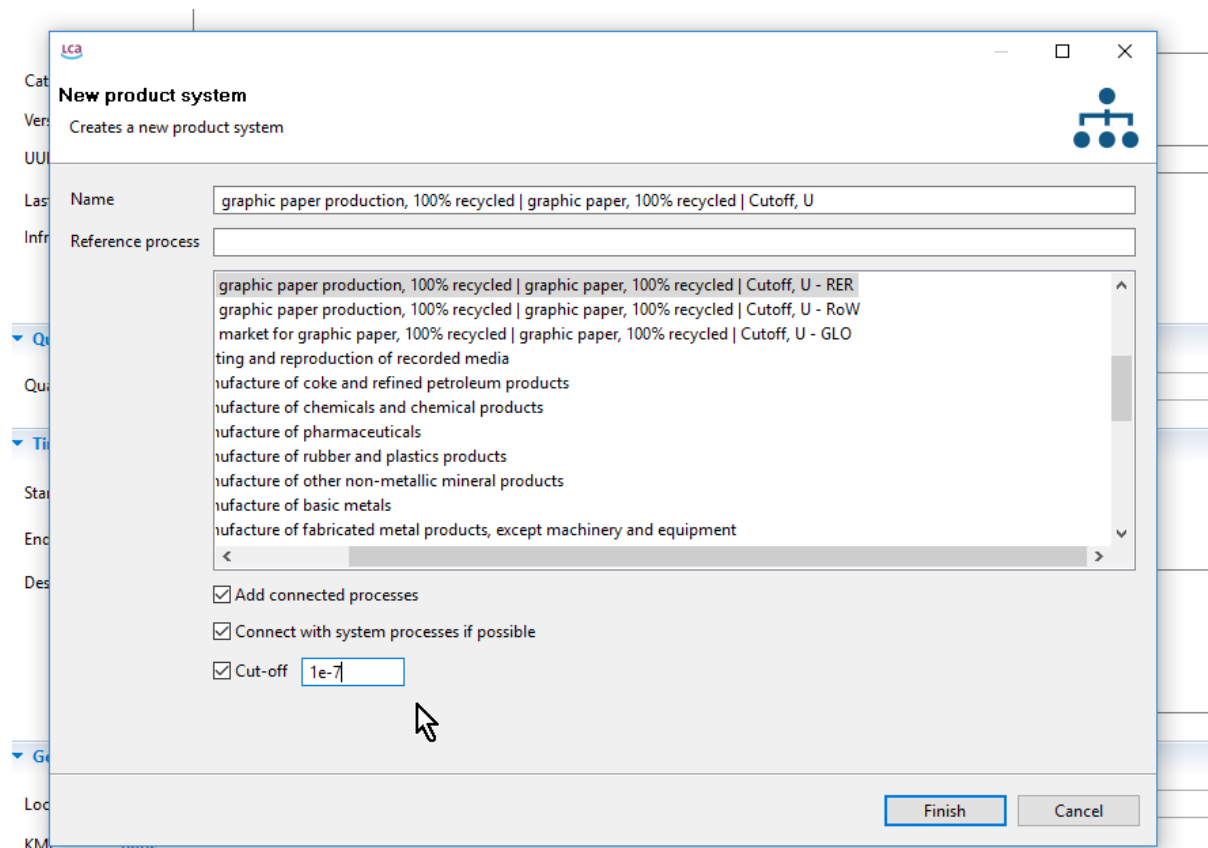 LCA
New product system
Creates a new product system
Cat
Vers
UUI
Las
Infr
Name
graphic paper production, 100% recycled | graphic paper, 100% recycled | Cutoff, U
Reference process
graphic paper production, 100% recycled | graphic paper, 100% recycled | Cutoff, U - RER
graphic paper production, 100% recycled | graphic paper, 100% recycled | Cutoff, U - RoW
market for graphic paper, 100% recycled | graphic paper, 100% recycled | Cutoff, U - GLO
ting and reproduction of recorded media
nufacture of coke and refined petroleum products
nufacture of chemicals and chemical products
nufacture of pharmaceuticals
nufacture of rubber and plastics products
nufacture of other non-metallic mineral products
nufacture of basic metals
nufacture of fabricated metal products, except machinery and equipment
Qu
Qua
Ti
Star
End
Des
Add connected processes
Connect with system processes if possible
Cut-off 1e-7
Ge
Loc
KM
Finish
Cancel